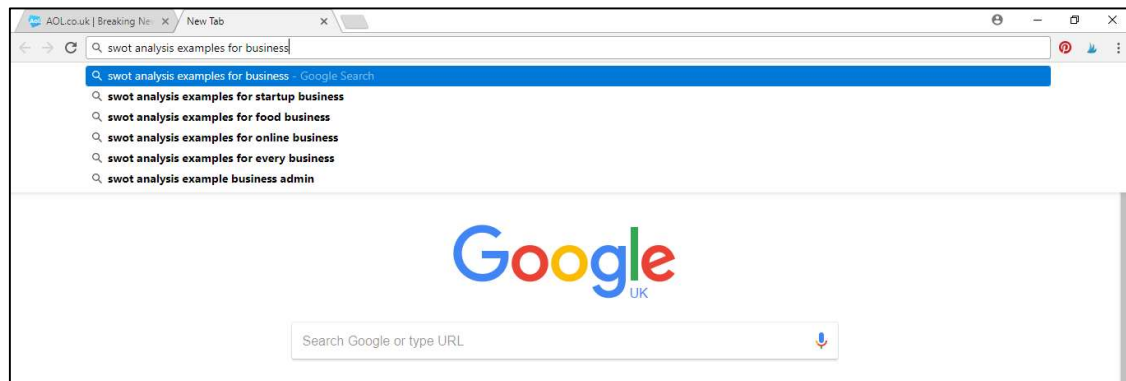 AOL.co.uk | Breaking Ne
New Tab
swot analysis examples for business
swot analysis examples for business - Google Search
swot analysis examples for startup business
swot analysis examples for food business
swot analysis examples for online business
swot analysis examples for every business
swot analysis example business admin
Google
UK
Search Google or type URL